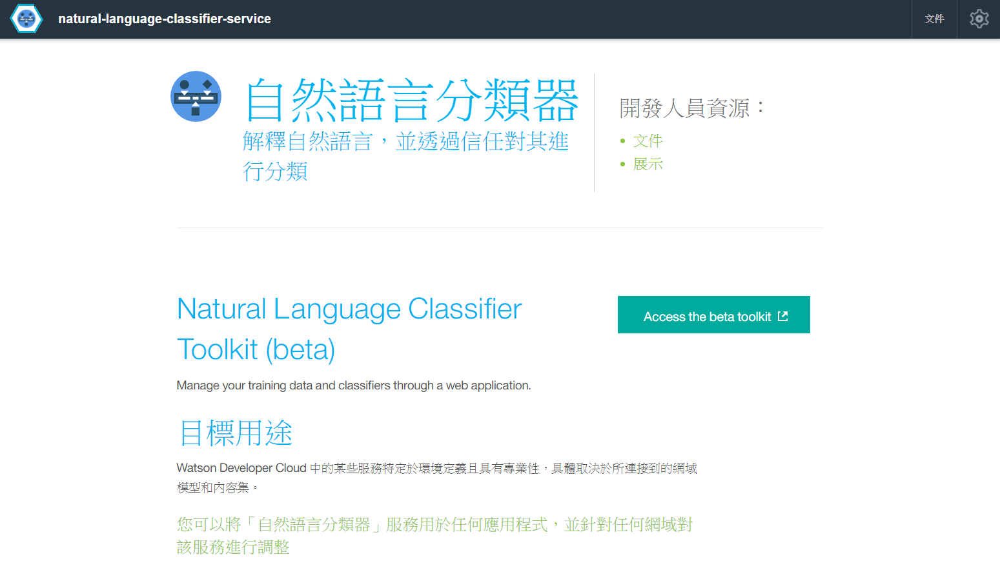 natural-language-classifier-service
文件
自然語言分類器
解釋自然語言，並透過信任對其進
行分類
開發人員資源：
文件
展示
Natural Language Classifier
Toolkit (beta)
Access the beta toolkit
Manage your training data and classifiers through a web application.
目標用途
Watson Developer Cloud 中的某些服務特定於環境定義且具有專業性，具體取決於所連接到的網域
模型和內容集。
您可以將「自然語言分類器」服務用於任何應用程式，並針對任何網域對
該服務進行調整